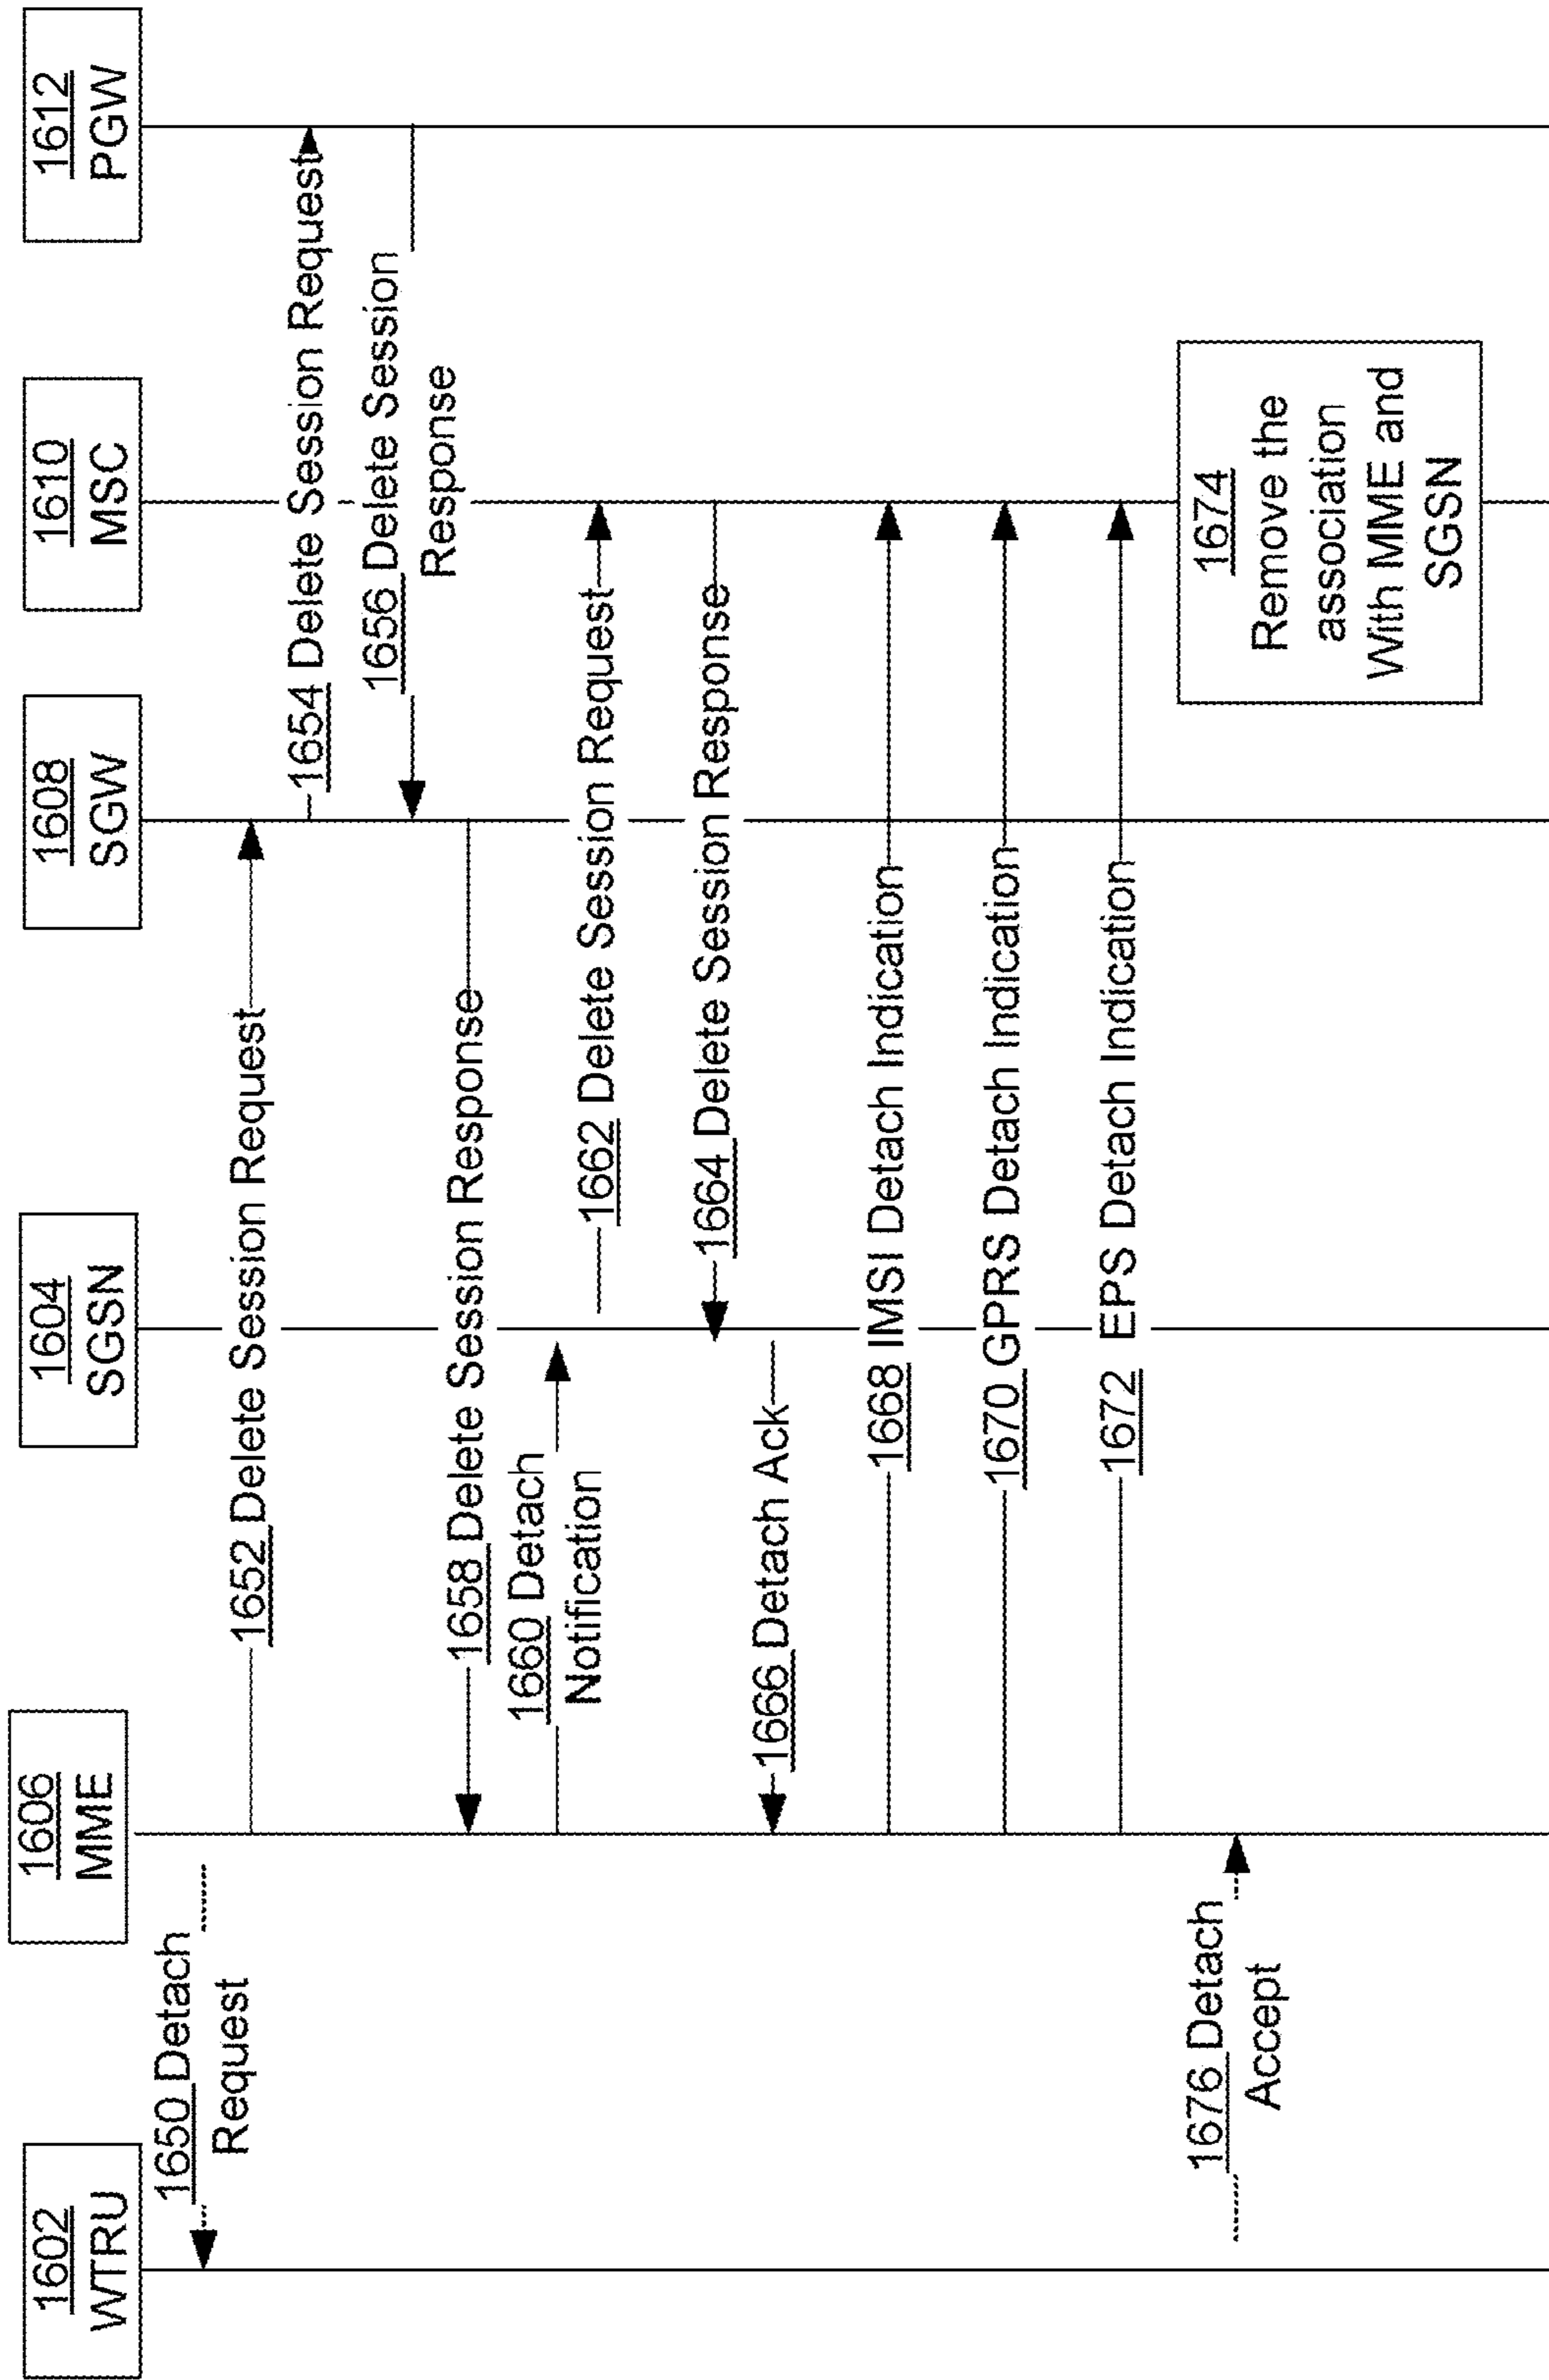 1602
WTRU
1606
MME
1604
SGSN
1608
SGW
1610
MSC
1612
PGW
1650 Detach
Request
1652 Delete Session Request
1654 Delete Session Request
1656 Delete Session
Response
1658 Delete Session Response
1660 Detach
Notification
1662 Delete Session Request
1664 Delete Session Response
1666 Detach Ack
1668 IMSI Detach Indication
1670 GPRS Detach Indication
1672 EPS Detach Indication
1674
Remove the
association
With MME and
SGSN
1676 Detach
Accept